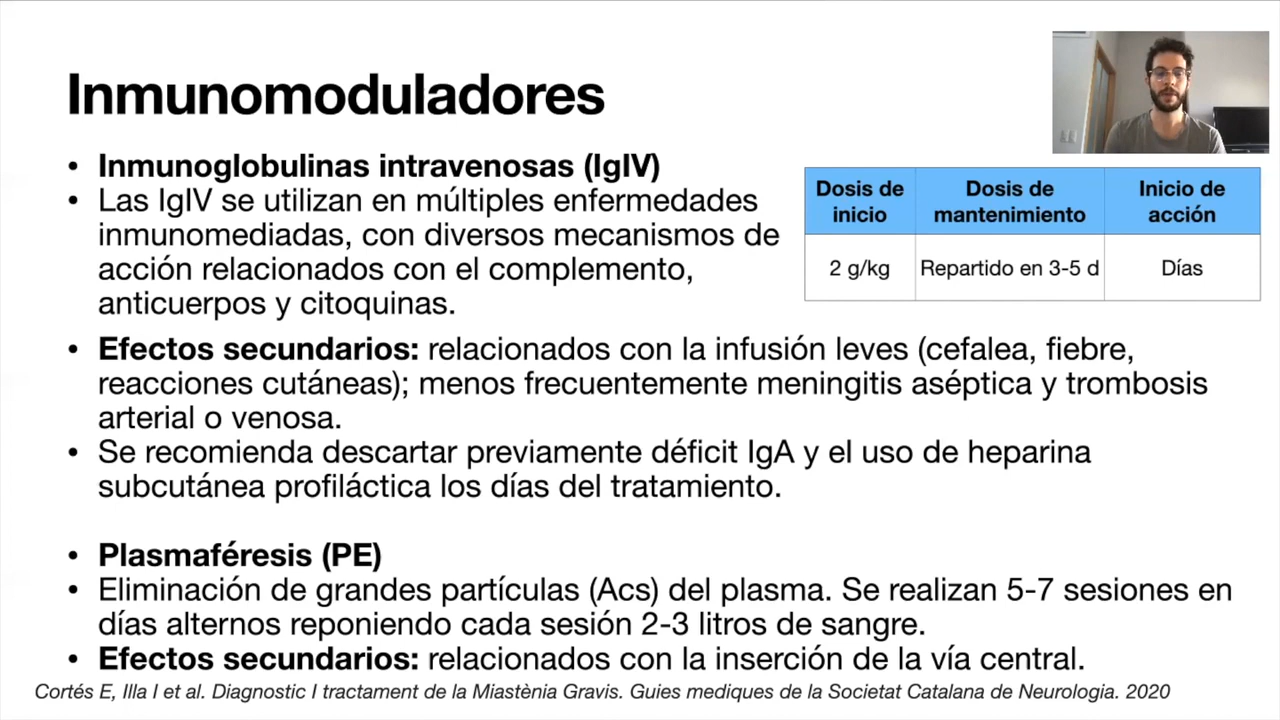 Inmunomoduladores
• Inmunoglobulinas intravenosas (IgIV)
• Las IgIV se utilizan en múltiples enfermedades
inmunomediadas, con diversos mecanismos de
acción relacionados con el complemento,
anticuerpos y citoquinas.
Dosis de inicio
Dosis de mantenimiento
Inicio de acción
2 g/kg
Repartido en 3-5 d
Días
• Efectos secundarios: relacionados con la infusión leves (cefalea, fiebre,
reacciones cutáneas); menos frecuentemente meningitis aséptica y trombosis
arterial o venosa.
• Se recomienda descartar previamente déficit IgA y el uso de heparina
subcutánea profiláctica los días del tratamiento.
• Plasmaféresis (PE)
• Eliminación de grandes partículas (Acs) del plasma. Se realizan 5-7 sesiones en
días alternos reponiendo cada sesión 2-3 litros de sangre.
• Efectos secundarios: relacionados con la inserción de la vía central.
Cortés E, Illa I et al. Diagnostic I tractament de la Miastènia Gravis. Guies mediques de la Societat Catalana de Neurologia. 2020